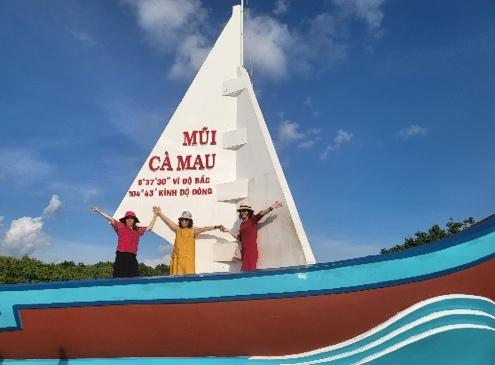 MŨI
CÀ MAU
8°37'30" VĨ ĐỘ BẮC
104°43' KINH ĐỘ ĐÔNG